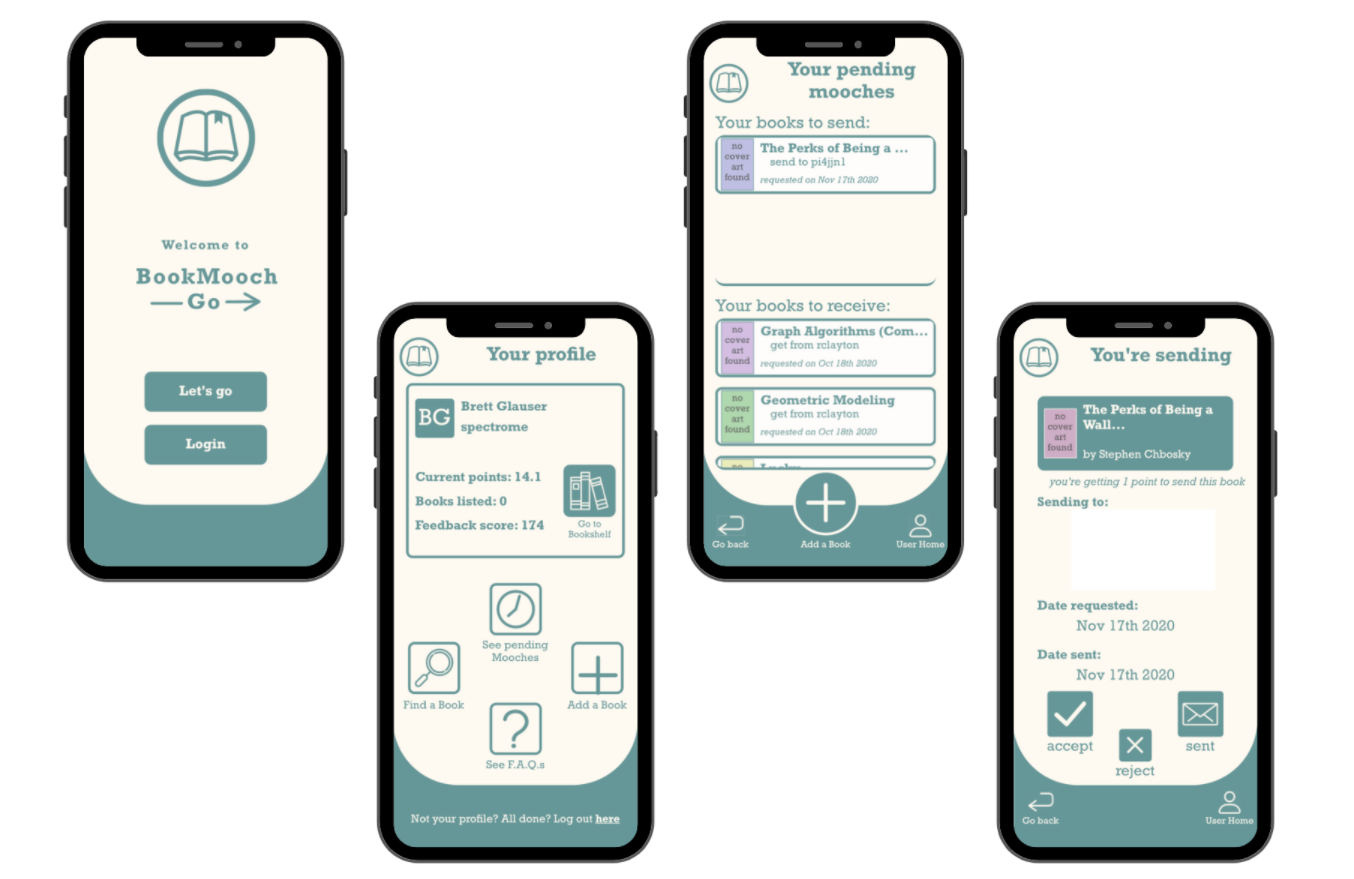 Welcome to
BookMooch
Go
Let's go
Login
Your profile
BG
Brett Glauser
spectrome
Current points: 14.1
Books listed: 0
Feedback score: 174
Go to
Bookshelf
See pending
Mooches
Find a Book
Add a Book
See F.A.Q.s
Not your profile? All done? Log out here
Your pending
mooches
Your books to send:
no
cover
art
found
The Perks of Being a ...
send to pi4jjn1
requested on Nov 17th 2020
Your books to receive:
no
cover
art
found
Graph Algorithms (Com...
get from rclayton
requested on Oct 18th 2020
no
cover
art
found
Geometric Modeling
get from rclayton
requested on Oct 18th 2020
no
Lucky
Go back
Add a Book
User Home
You're sending
no
cover
art
found
The Perks of Being a
Wall...
by Stephen Chbosky
you're getting 1 point to send this book
Sending to:
Date requested:
Nov 17th 2020
Date sent:
Nov 17th 2020
accept
reject
sent
Go back
User Home